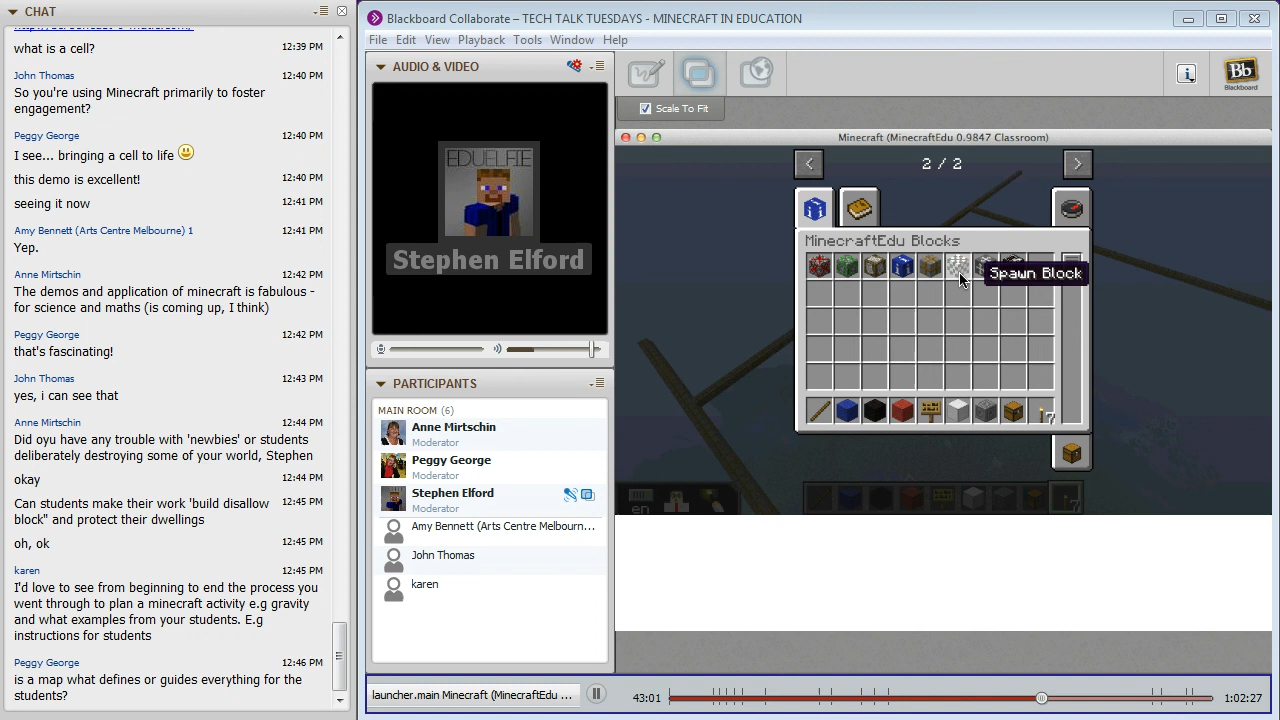 CHAT
what is a cell?
12:39 PM
John Thomas
12:40 PM
So you're using Minecraft primarily to foster
engagement?
Peggy George
12:40 PM
I see... bringing a cell to life
this demo is excellent!
12:40 PM
seeing it now
12:41 PM
Amy Bennett (Arts Centre Melbourne) 1
12:41 PM
Yep.
Anne Mirtschin
12:42 PM
The demos and application of minecraft is fabulous -
for science and maths (is coming up, I think)
Peggy George
12:42 PM
that's fascinating!
John Thomas
12:43 PM
yes, i can see that
Anne Mirtschin
12:44 PM
Did oyu have any trouble with 'newbies' or students
deliberately destroying some of your world, Stephen
okay
12:44 PM
Can students make their work 'build disallow
12:45 PM
block" and protect their dwellings
oh, ok
12:45 PM
karen
12:45 PM
I'd love to see from beginning to end the process you
went through to plan a minecraft activity e.g gravity
and what examples from your students. E.g
instructions for students
Peggy George
12:46 PM
is a map what defines or guides everything for the
students?
Blackboard Collaborate – TECH TALK TUESDAYS - MINECRAFT IN EDUCATION
File Edit View Playback Tools Window Help
AUDIO & VIDEO
EDUELFIE
Stephen Elford
PARTICIPANTS
MAIN ROOM (6)
Anne Mirtschin
Moderator
Peggy George
Moderator
Stephen Elford
Moderator
Amy Bennett (Arts Centre Melbourn...
John Thomas
karen
Bb
Blackboard
Scale To Fit
Minecraft (MinecraftEdu 0.9847 Classroom)
< 2 / 2 >
MinecraftEdu Blocks
Spawn Block
7
en
7
launcher.main Minecraft (MinecraftEdu ...
43:01
1:02:27